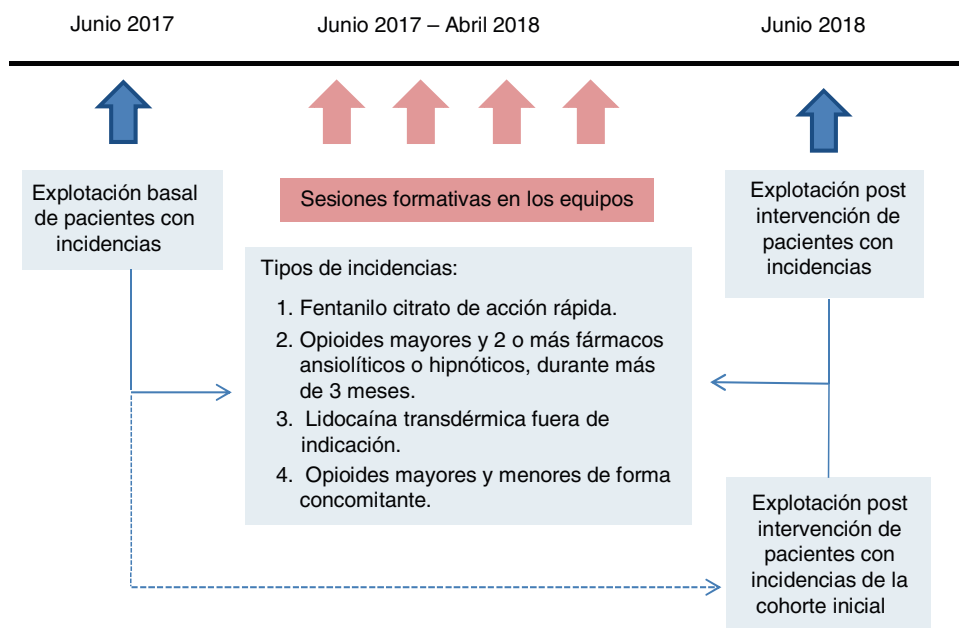 Junio 2017
Junio 2017 – Abril 2018
Junio 2018
Explotación basal
de pacientes con
incidencias
Sesiones formativas en los equipos
Explotación post
intervención de
pacientes con
incidencias
Tipos de incidencias:
1. Fentanilo citrato de acción rápida.
2. Opioides mayores y 2 o más fármacos
ansiolíticos o hipnóticos, durante más
de 3 meses.
3. Lidocaína transdérmica fuera de
indicación.
4. Opioides mayores y menores de forma
concomitante.
Explotación post
intervención de
pacientes con
incidencias de la
cohorte inicial